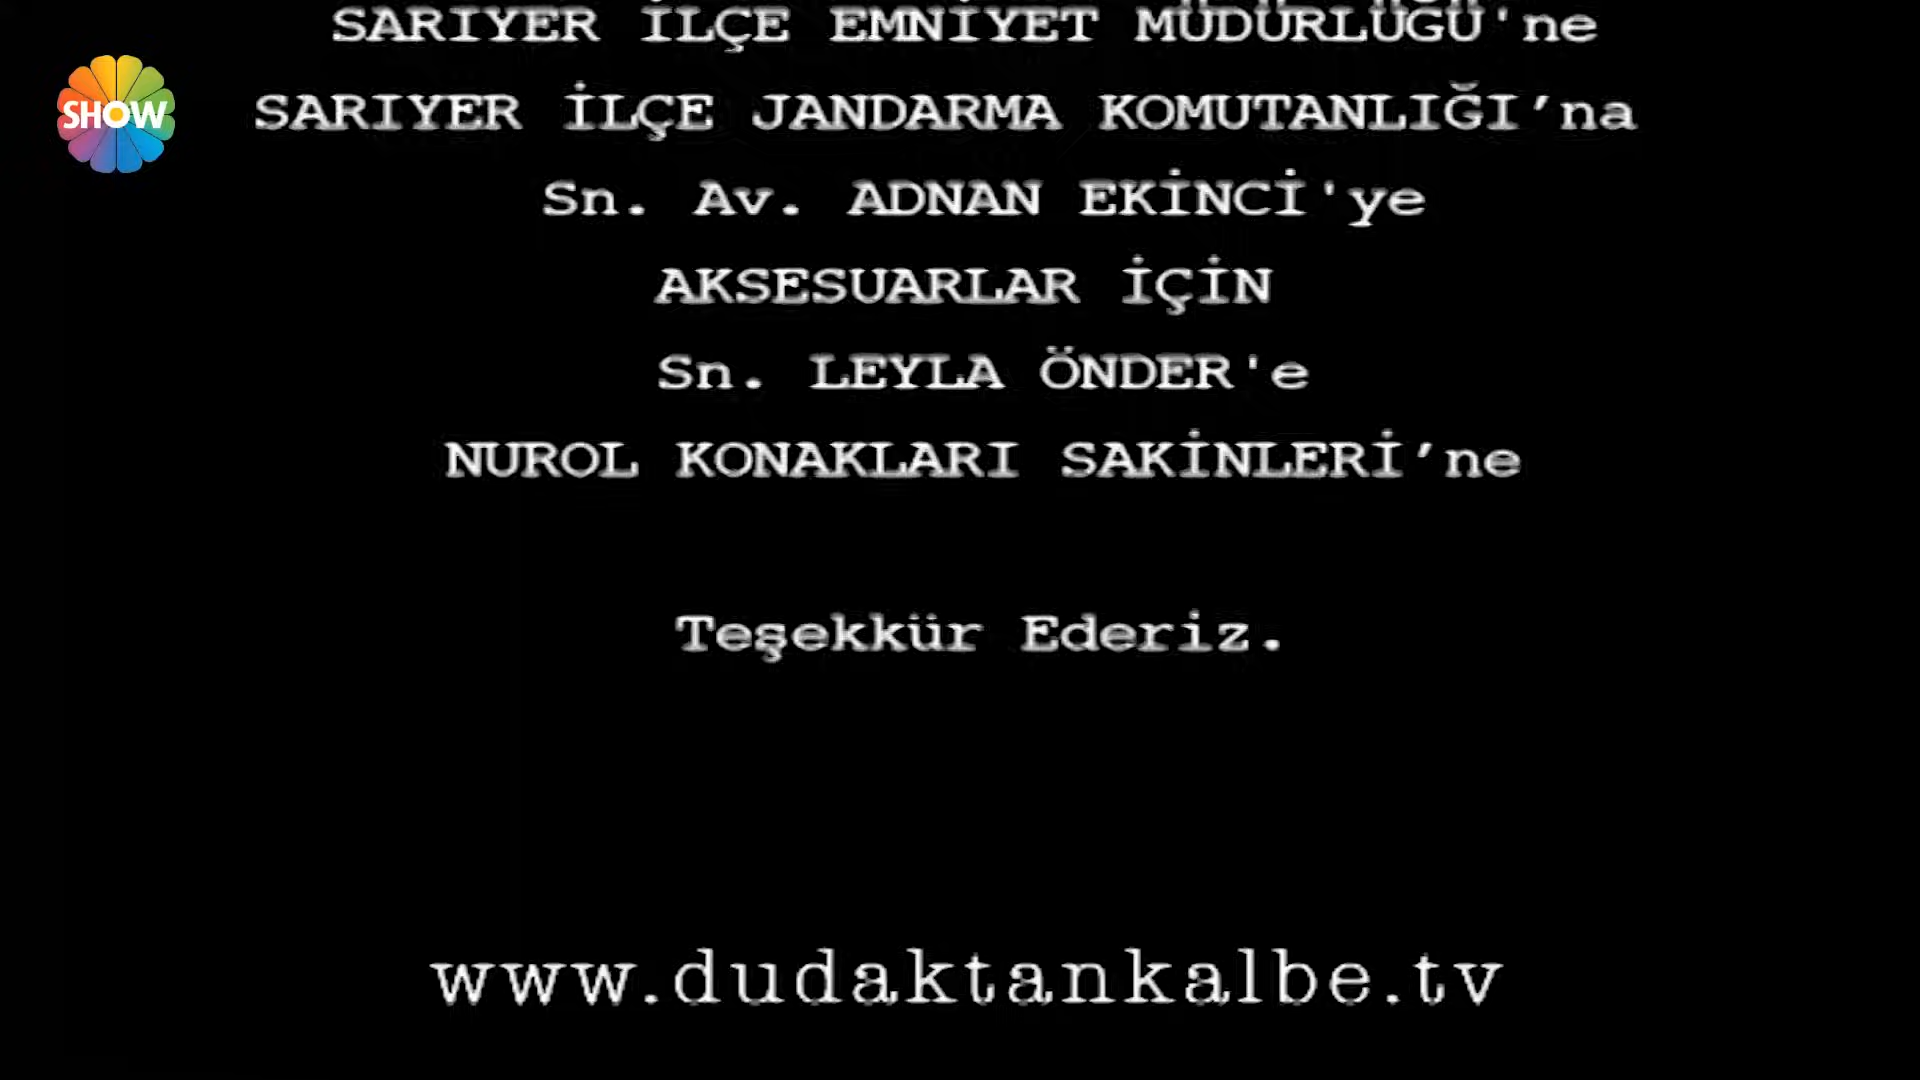 SARIYER İLÇE EMNİYET MÜDÜRLÜĞÜ'ne
SHOW
SARIYER İLÇE JANDARMA KOMUTANLIĞI’na
Sn. Av. ADNAN EKİNCİ'ye
AKSESUARLAR İÇİN
Sn. LEYLA ÖNDER'e
NUROL KONAKLARI SAKİNLERİ’ne
Teşekkür Ederiz.
www.dudaktankalbe.tv